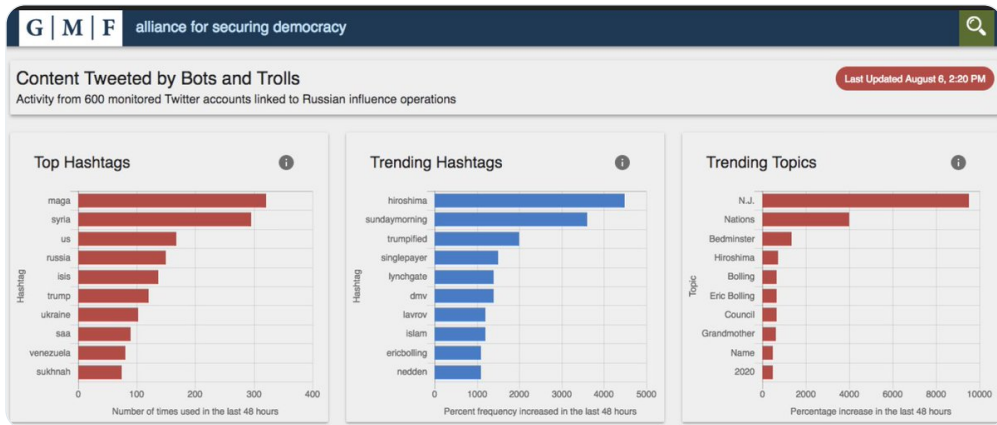 G | M | F alliance for securing democracy
Content Tweeted by Bots and Trolls
Last Updated August 6, 2:20 PM
Activity from 600 monitored Twitter accounts linked to Russian influence operations
Top Hashtags
maga
syria
us
russia
isis
trump
ukraine
saa
venezuela
sukhnah
Hashtag
0 100 200 300 400
Number of times used in the last 48 hours
Trending Hashtags
hiroshima
sundaymorning
trumpified
singlepayer
lynchgate
dmv
lavrov
islam
ericbolling
nedden
Hashtag
0 1000 2000 3000 4000 5000
Percent frequency increased in the last 48 hours
Trending Topics
N.J.
Nations
Bedminster
Hiroshima
Bolling
Eric Bolling
Council
Grandmother
Name
2020
Topic
0 2000 4000 6000 8000 10000
Percentage increase in the last 48 hours